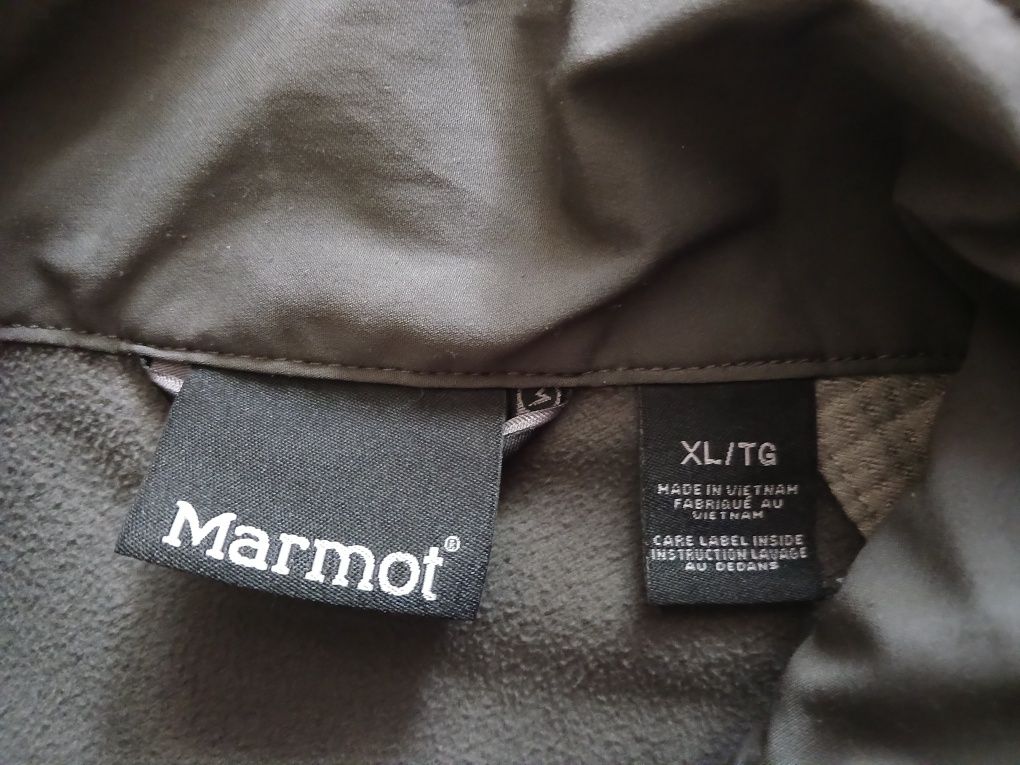 Marmot®
XL/TG
MADE IN VIETNAM
FABRIQUÉ AU
VIETNAM
CARE LABEL INSIDE
INSTRUCTION LAVAGE
AU DEDANS